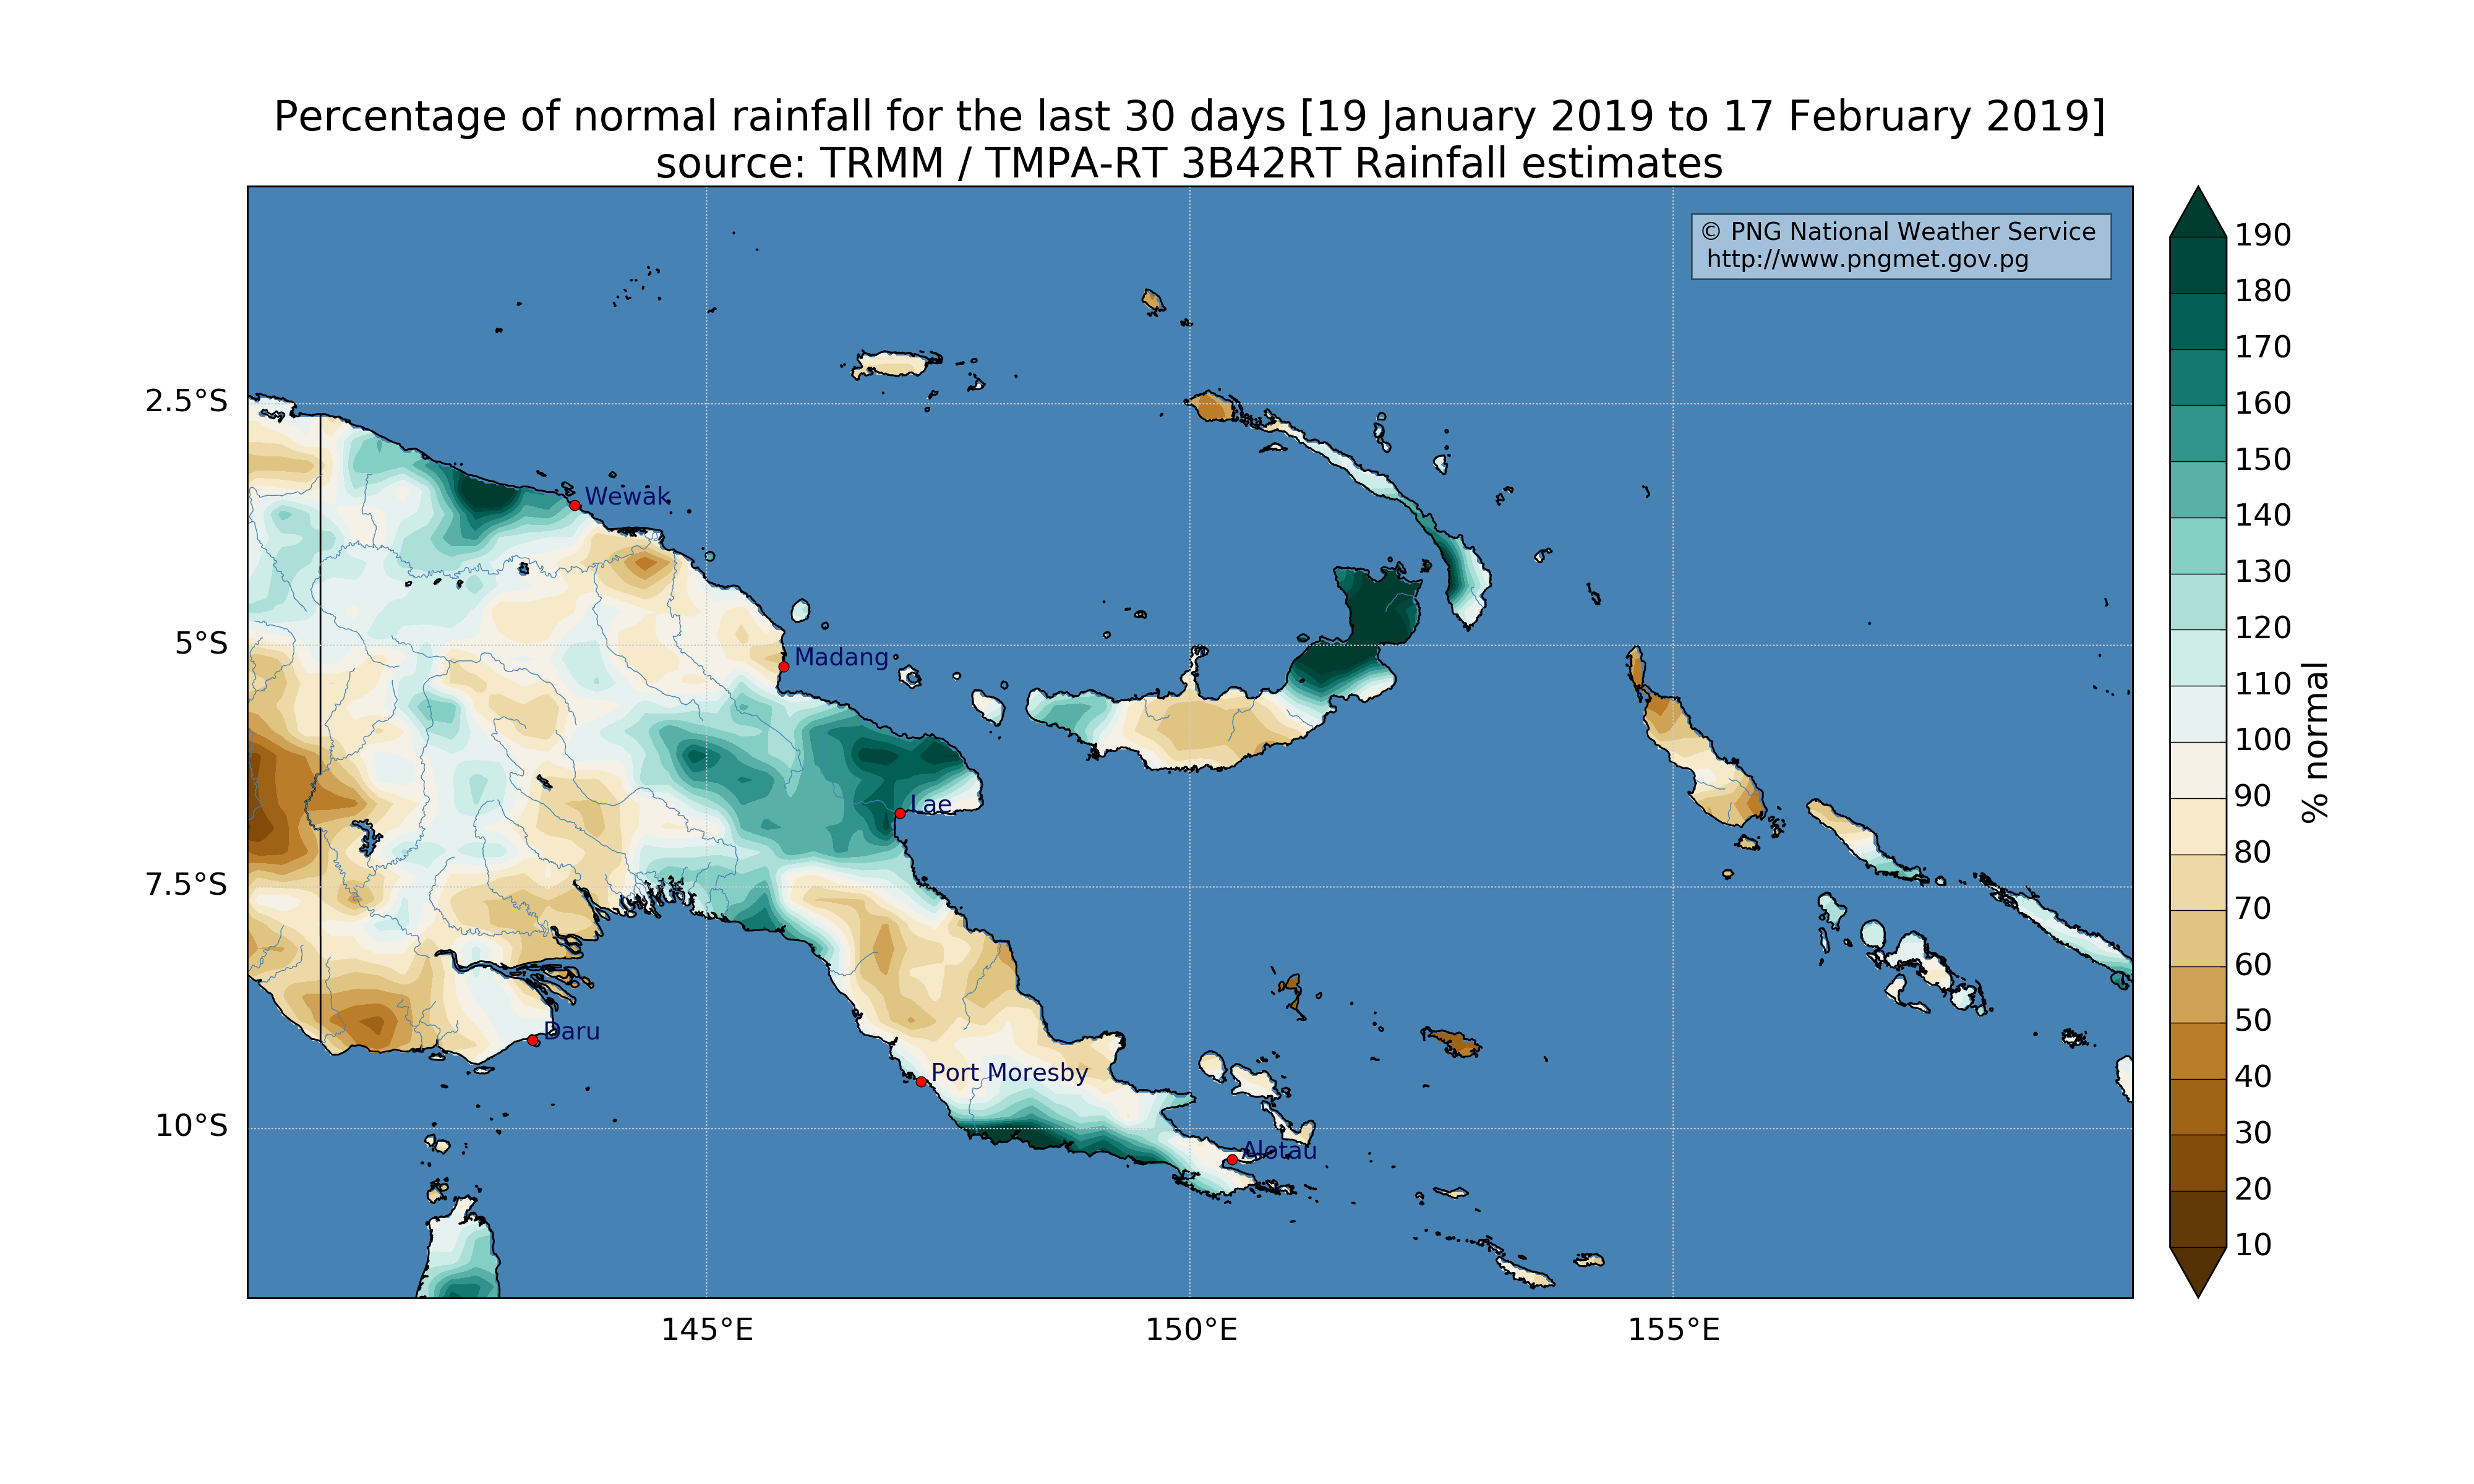 Percentage of normal rainfall for the last 30 days [19 January 2019 to 17 February 2019]
source: TRMM / TMPA-RT 3B42RT Rainfall estimates
© PNG National Weather Service
http://www.pngmet.gov.pg
2.5°S
5°S
7.5°S
10°S
Wewak
Madang
Lae
Daru
Port Moresby
Alotau
145°E
150°E
155°E
190
180
170
160
150
140
130
120
110
100
90
80
70
60
50
40
30
20
10
% normal